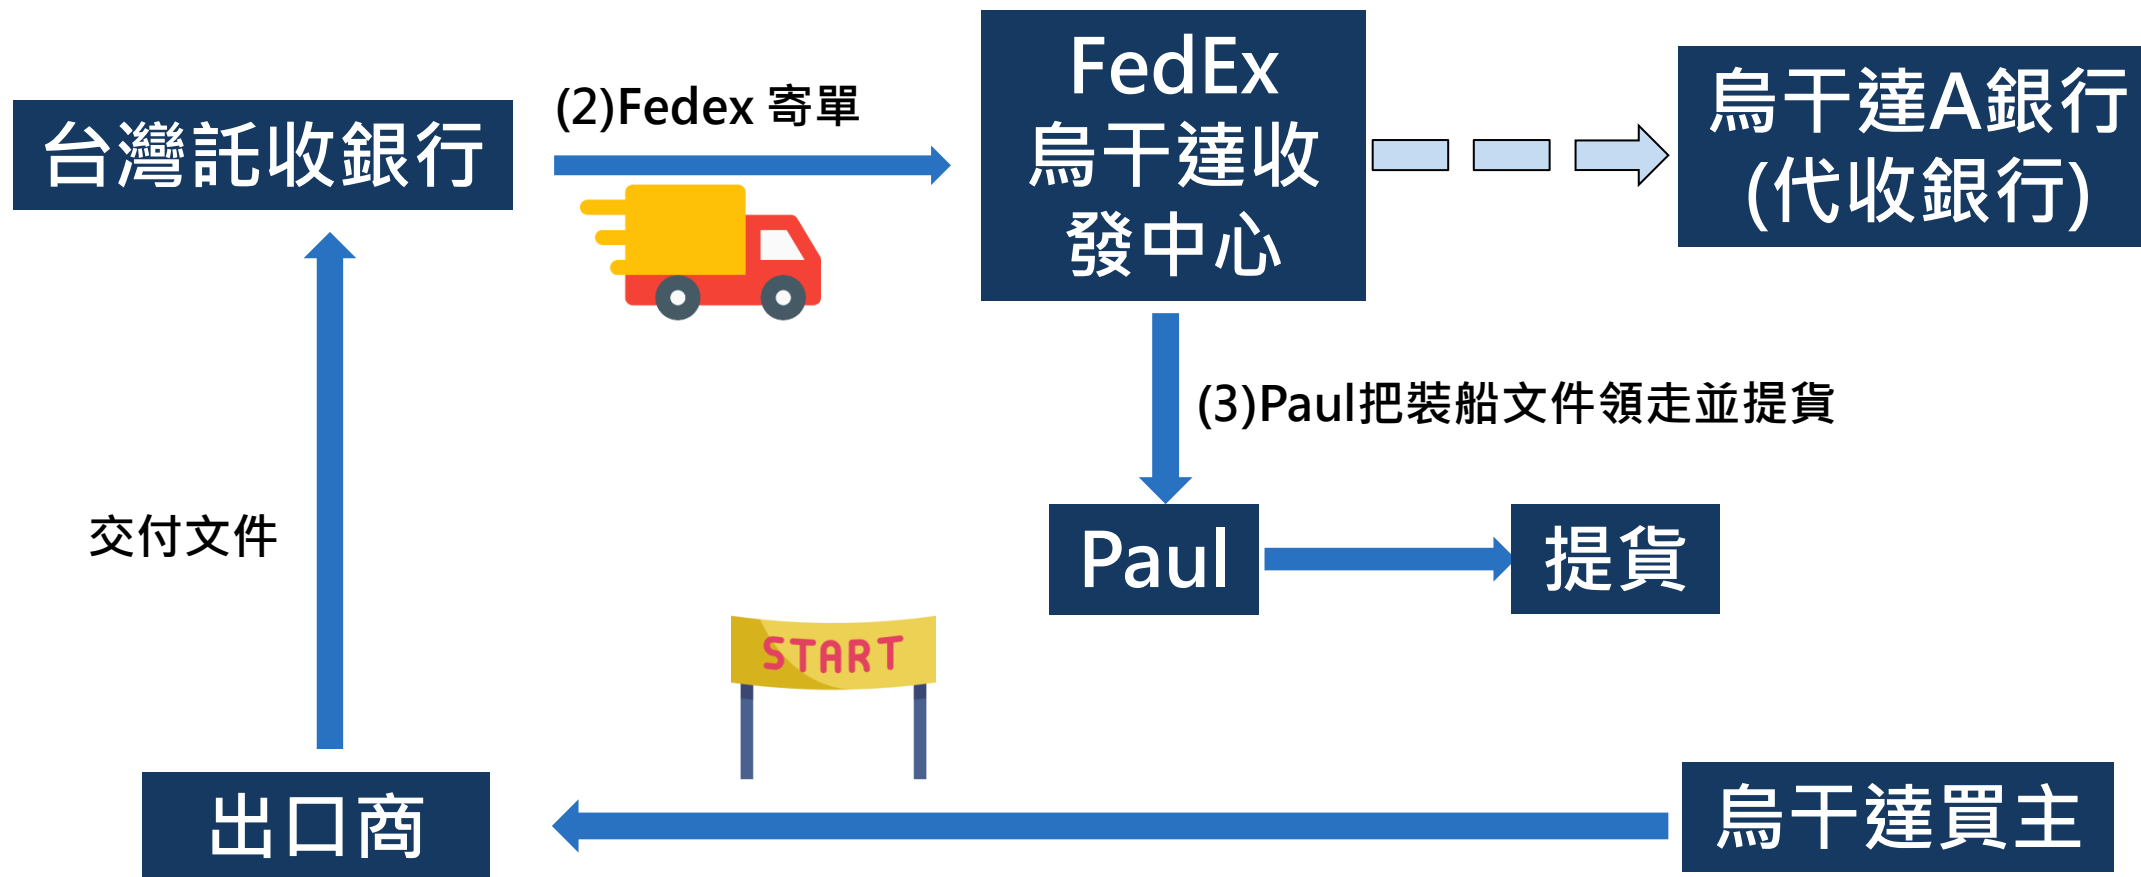 台灣託收銀行
(2)Fedex 寄單
FedEx
烏干達收
發中心
烏干達A銀行
(代收銀行)
(3)Paul把裝船文件領走並提貨
交付文件
Paul
提貨
START
出口商
烏干達買主